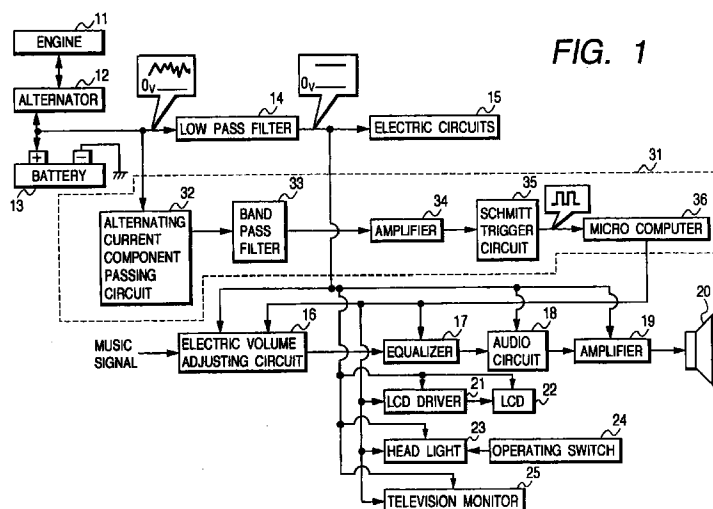 FIG. 1
11
ENGINE
12
ALTERNATOR
0V
0V
14
LOW PASS FILTER
15
ELECTRIC CIRCUITS
+
−
BATTERY
13
31
32
ALTERNATING
CURRENT
COMPONENT
PASSING
CIRCUIT
33
BAND
PASS
FILTER
34
AMPLIFIER
35
SCHMITT
TRIGGER
CIRCUIT
36
MICRO COMPUTER
MUSIC
SIGNAL
16
ELECTRIC VOLUME
ADJUSTING CIRCUIT
17
EQUALIZER
18
AUDIO
CIRCUIT
19
AMPLIFIER
20
21
LCD DRIVER
22
LCD
23
HEAD LIGHT
24
OPERATING SWITCH
25
TELEVISION MONITOR